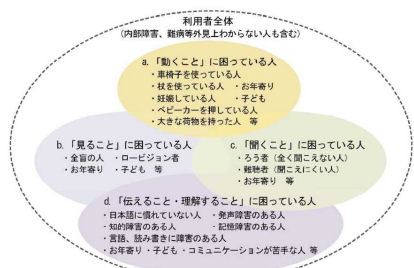 利用者全体
(内部障害、難病等外見上わからない人も含む)
a.「動くこと」に困っている人
・車椅子を使っている人
・杖を使っている人 ・お年寄り
・妊娠している人 ・子ども
・ベビーカーを押している人
・大きな荷物を持った人 等
b.「見ること」に困っている人
・全盲の人 ・ロービジョン者
・お年寄り ・子ども 等
c.「聞くこと」に困っている人
・ろう者(全く聞こえない人)
・難聴者(聞こえにくい人)
・お年寄り 等
d.「伝えること・理解すること」に困っている人
・日本語に慣れていない人 ・発声障害のある人
・知的障害のある人 ・記憶障害のある人
・言語、読み書きに障害のある人
・お年寄り ・子ども ・コミュニケーションが苦手な人 等